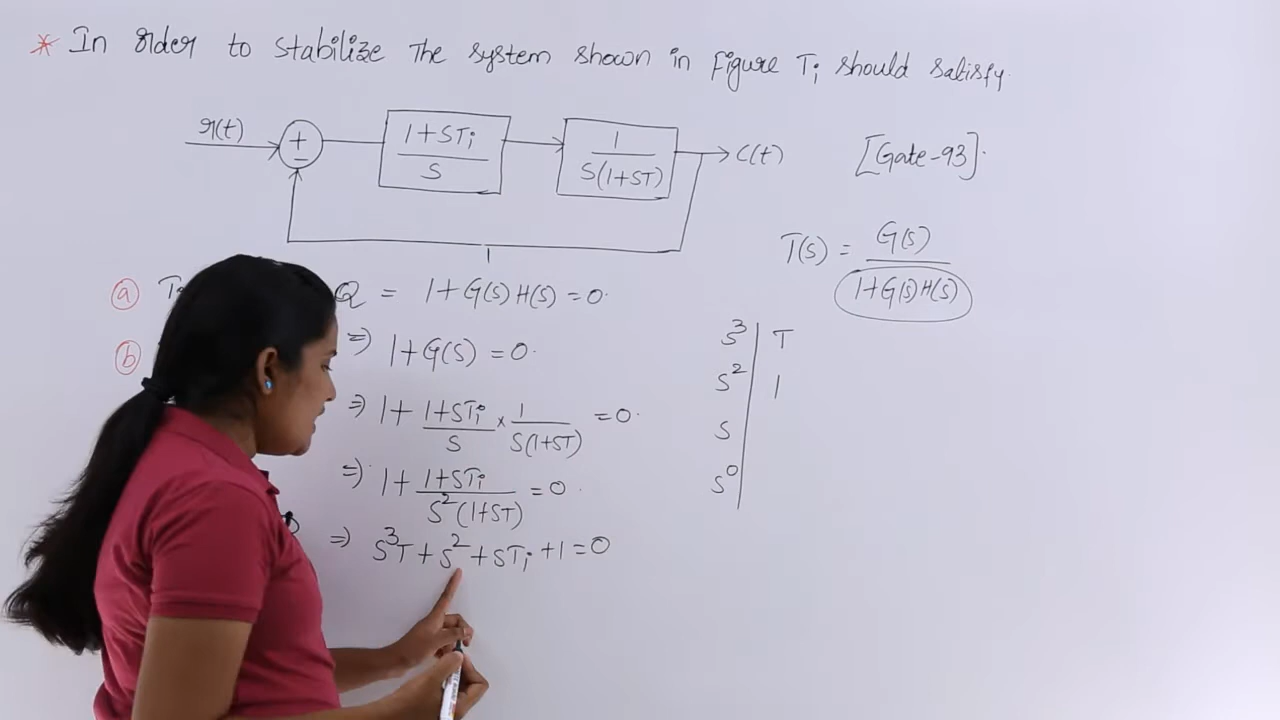 * In order to stabilize the system shown in figure Ti should satisfy.
r(t) + - 1+STi / S 1 / S(1+ST) C(t) [Gate-93].
1
T(s) = G(s) / 1+G(s)H(s)
(a) T = 1+G(s)H(s) = 0.
(b) ⇒ 1+G(s) = 0.
⇒ 1+ 1+STi / S × 1 / S(1+ST) = 0.
⇒ 1+ 1+STi / S²(1+ST) = 0.
⇒ S³T + S² + STi + 1 = 0
S³ | T
S² | 1
S |
S⁰ |